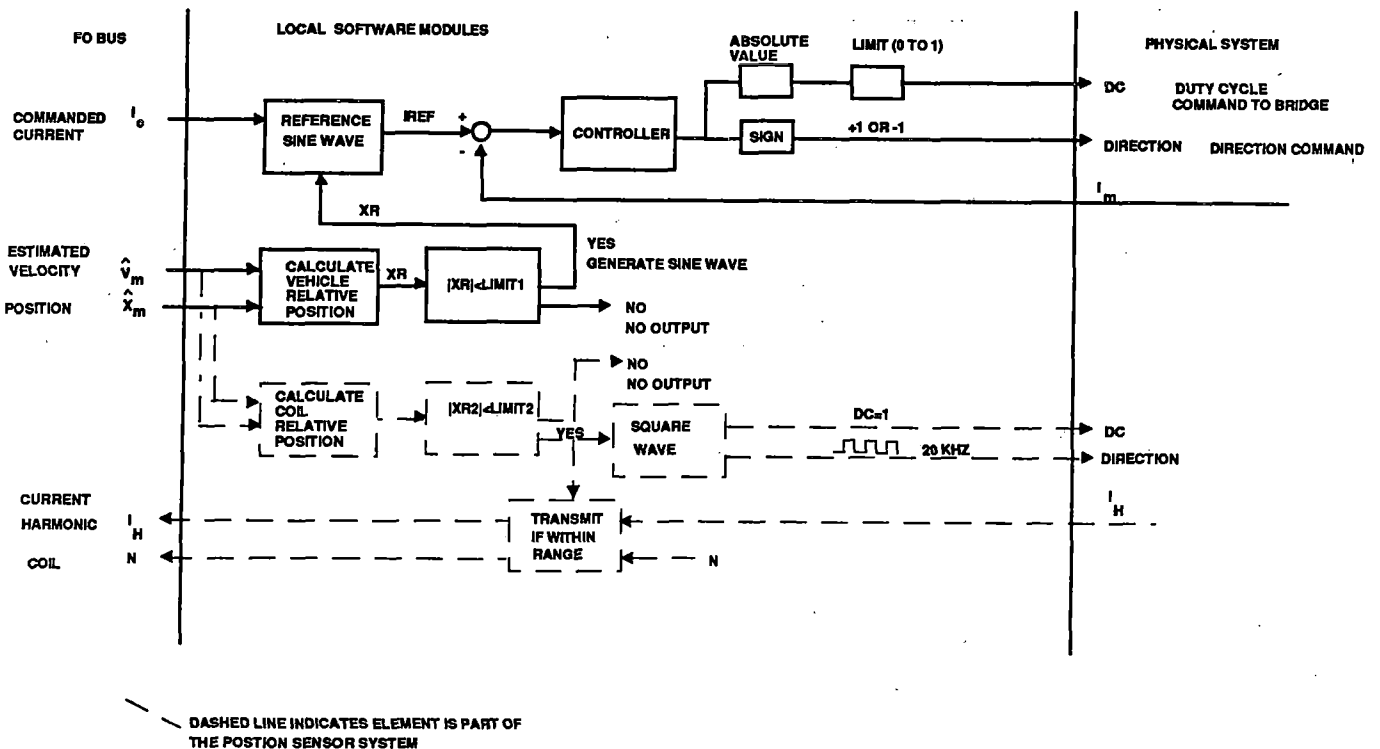 FO BUS
LOCAL SOFTWARE MODULES
PHYSICAL SYSTEM
ABSOLUTE
VALUE
LIMIT (0 TO 1)
DC
DUTY CYCLE
COMMAND TO BRIDGE
COMMANDED
CURRENT
I c
REFERENCE
SINE WAVE
IREF
+
-
CONTROLLER
SIGN
+1 OR -1
DIRECTION
DIRECTION COMMAND
I m
XR
YES
GENERATE SINE WAVE
ESTIMATED
VELOCITY
v̂ m
POSITION
X̂ m
CALCULATE
VEHICLE
RELATIVE
POSITION
XR
|XR|<LIMIT1
NO
NO OUTPUT
NO
NO OUTPUT
CALCULATE
COIL
RELATIVE
POSITION
|XR2|<LIMIT2
YES
SQUARE
WAVE
DC=1
DC
20 KHZ
DIRECTION
CURRENT
HARMONIC
I H
COIL
N
TRANSMIT
IF WITHIN
RANGE
I H
N
DASHED LINE INDICATES ELEMENT IS PART OF
THE POSTION SENSOR SYSTEM